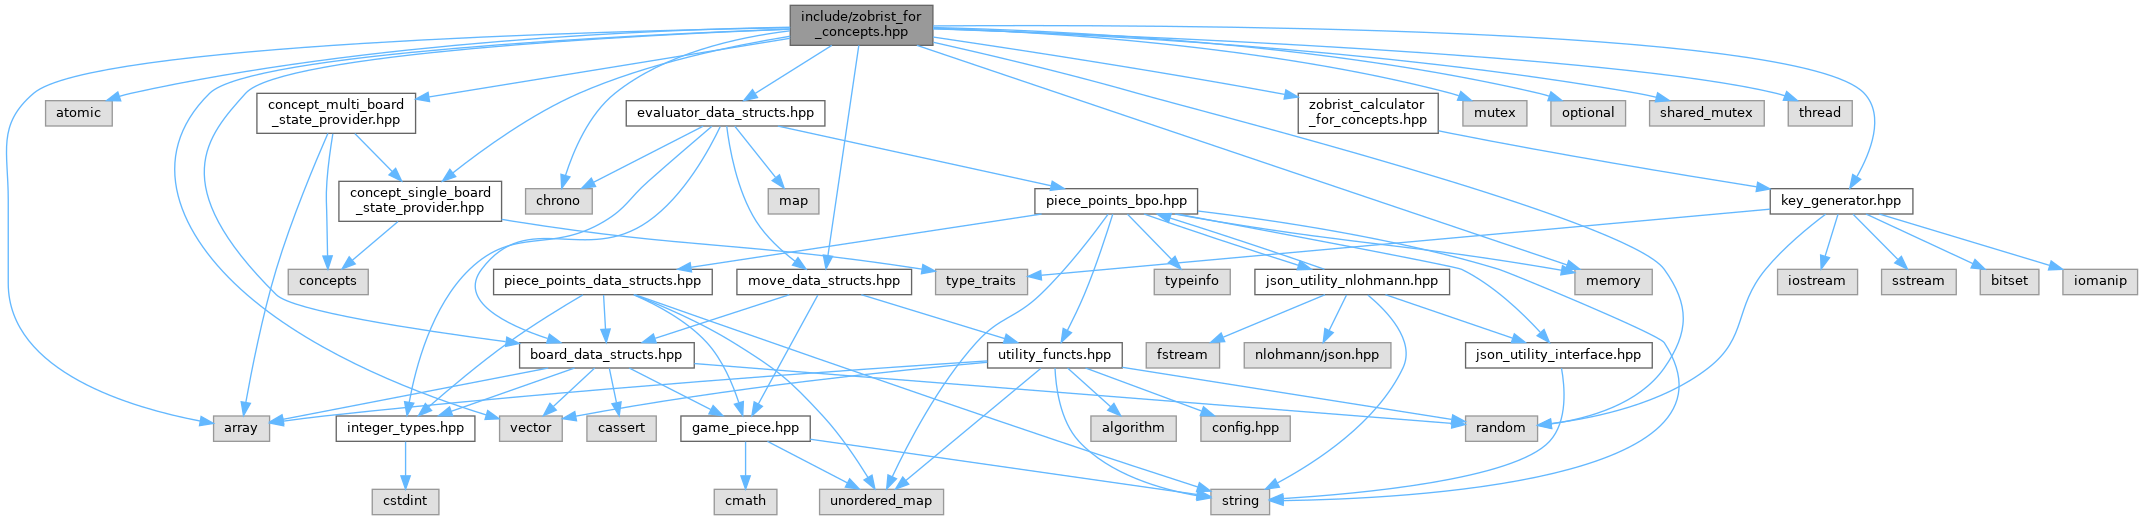 include/zobrist_for
_concepts.hpp
atomic
concept_multi_board
_state_provider.hpp
evaluator_data_structs.hpp
zobrist_calculator
_for_concepts.hpp
mutex
optional
shared_mutex
thread
concept_single_board
_state_provider.hpp
chrono
map
piece_points_bpo.hpp
key_generator.hpp
concepts
piece_points_data_structs.hpp
move_data_structs.hpp
type_traits
typeinfo
json_utility_nlohmann.hpp
memory
iostream
sstream
bitset
iomanip
board_data_structs.hpp
utility_functs.hpp
fstream
nlohmann/json.hpp
json_utility_interface.hpp
array
integer_types.hpp
vector
cassert
game_piece.hpp
algorithm
config.hpp
random
cstdint
cmath
unordered_map
string